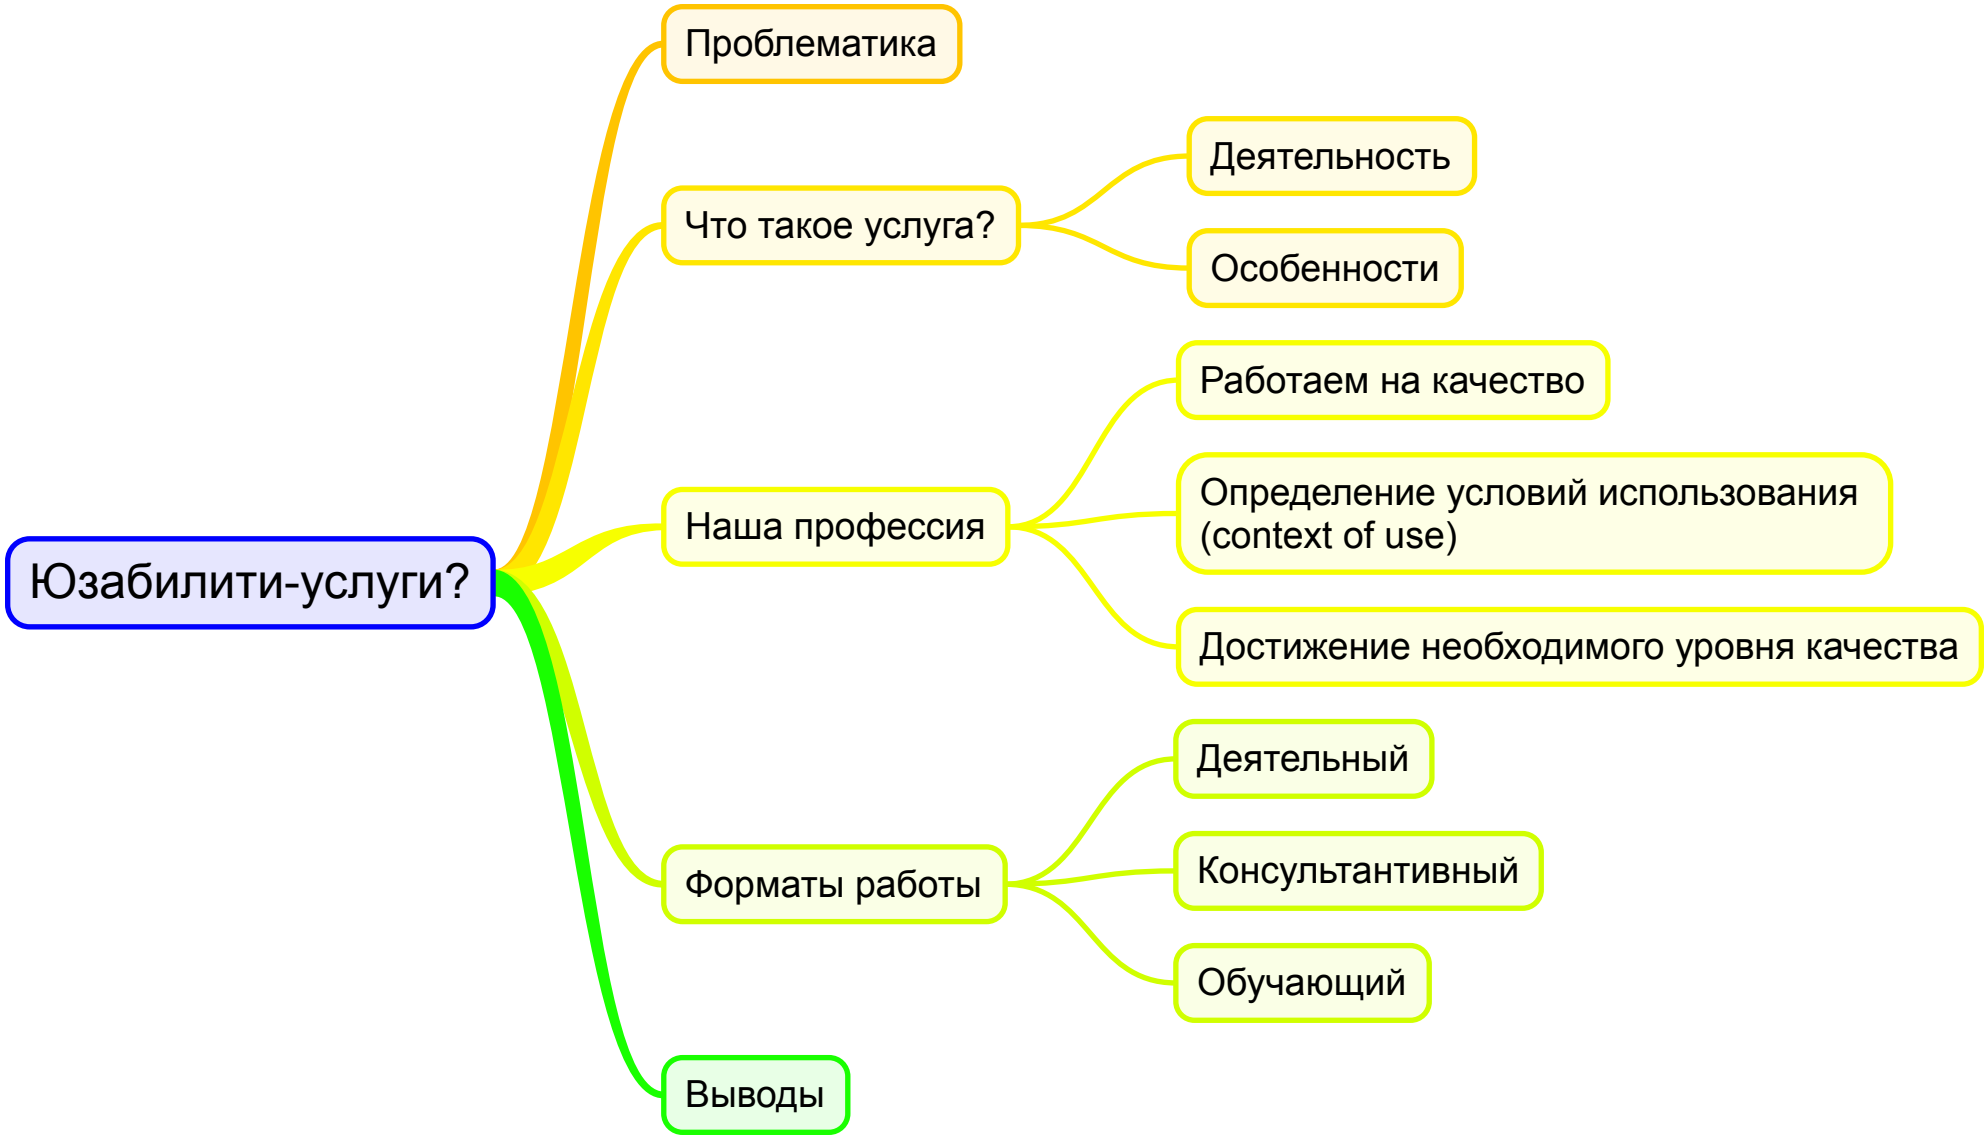 Юзабилити-услуги?
Проблематика
Что такое услуга?
Деятельность
Особенности
Наша профессия
Работаем на качество
Определение условий использования
(context of use)
Достижение необходимого уровня качества
Форматы работы
Деятельный
Консультантивный
Обучающий
Выводы